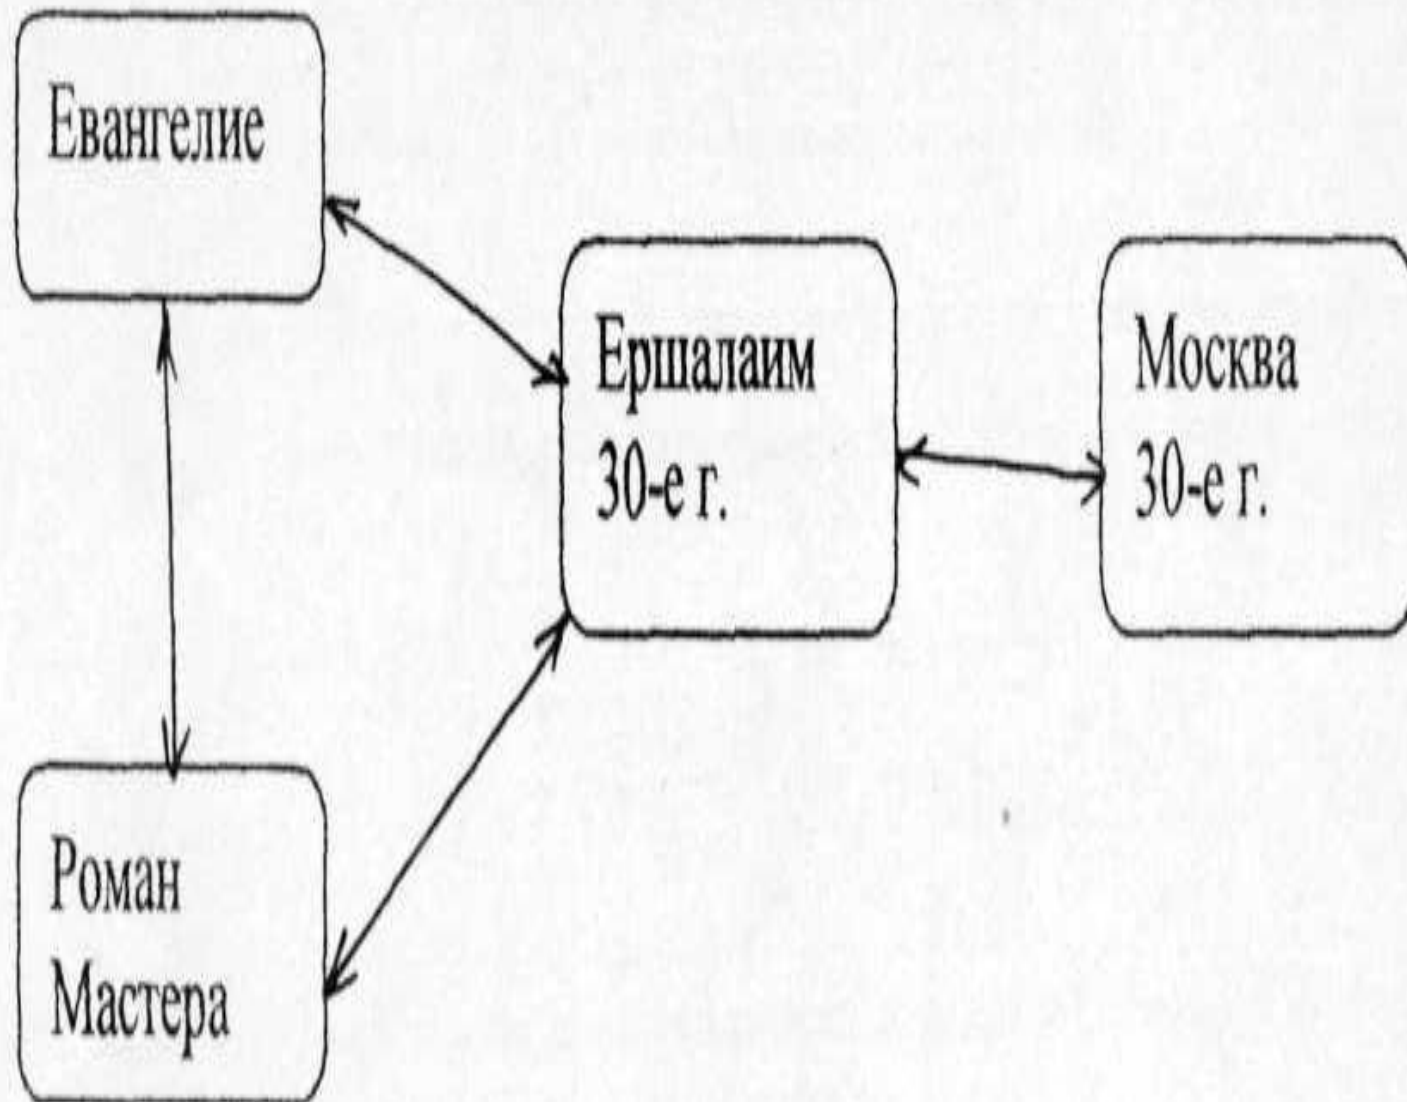 Евангелие
Ершалаим
30-е г.
Москва
30-е г.
Роман
Мастера